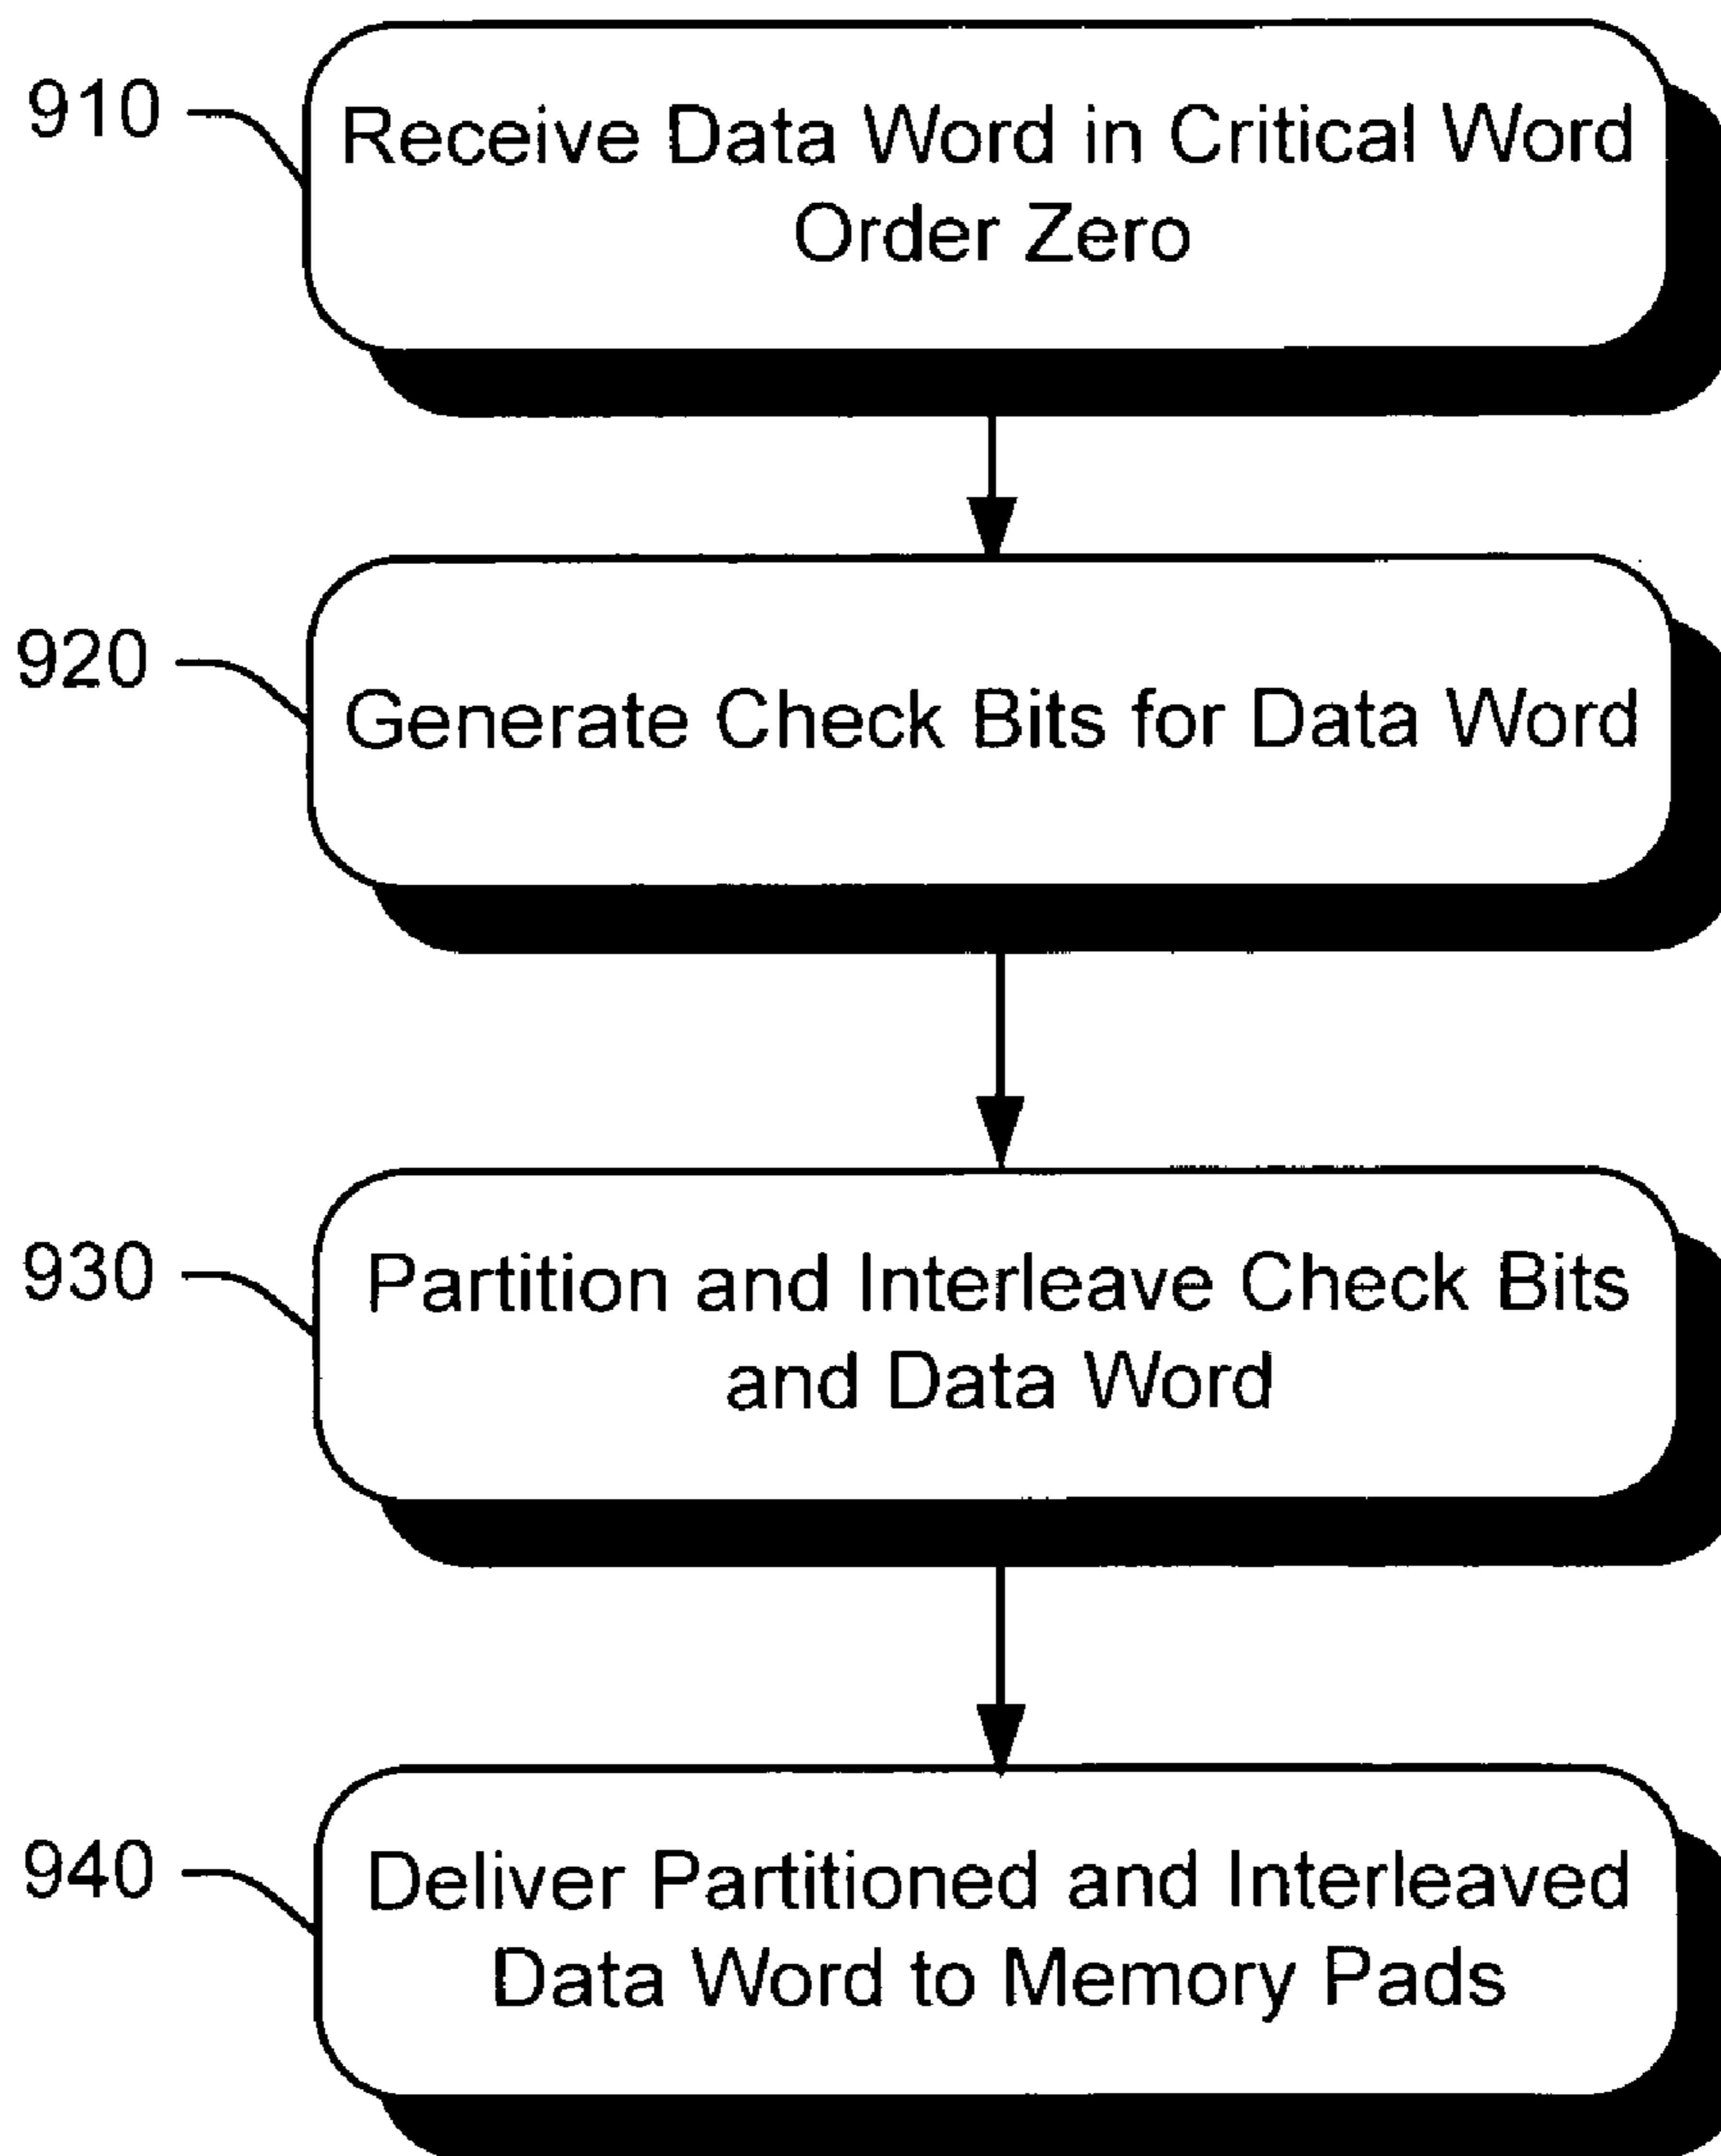 910
Receive Data Word in Critical Word
Order Zero
920
Generate Check Bits for Data Word
930
Partition and Interleave Check Bits
and Data Word
940
Deliver Partitioned and Interleaved
Data Word to Memory Pads